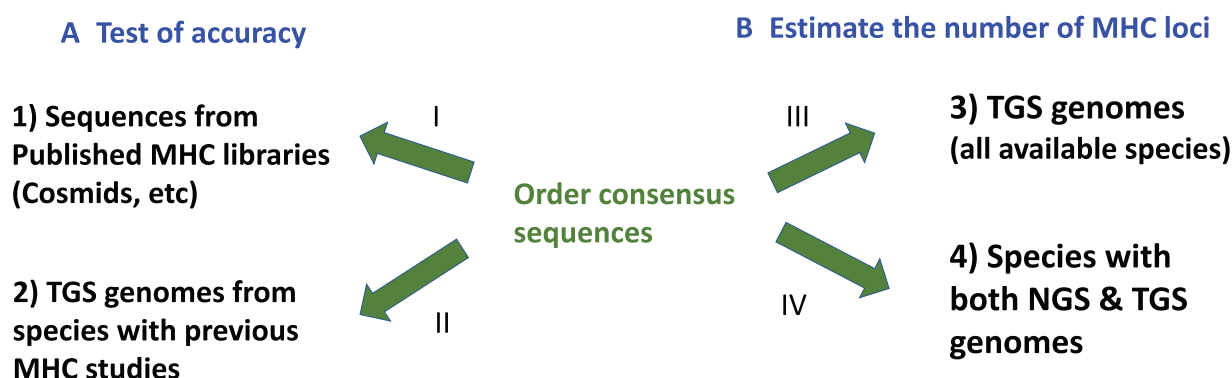 A Test of accuracy
B Estimate the number of MHC loci
1) Sequences from
Published MHC libraries
(Cosmids, etc)
I
III
3) TGS genomes
(all available species)
Order consensus
sequences
2) TGS genomes from
species with previous
MHC studies
II
IV
4) Species with
both NGS & TGS
genomes